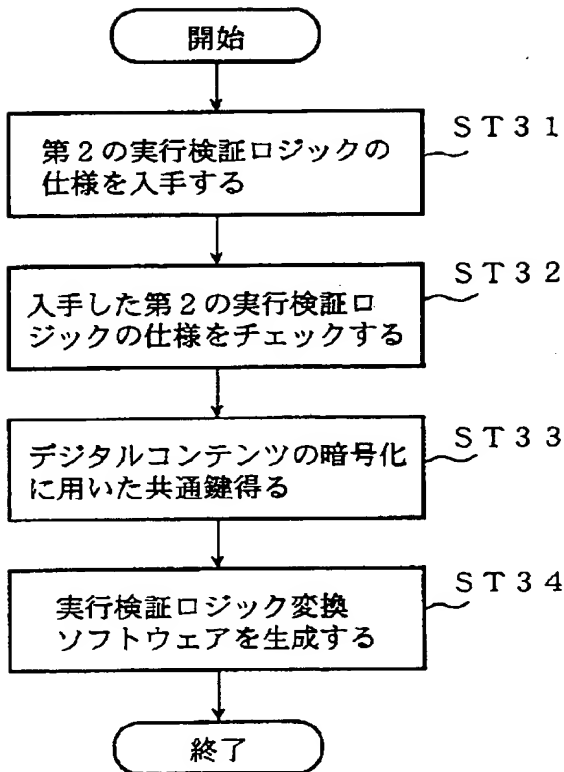 開始
第2の実行検証ロジックの
仕様を入手する
ST31
入手した第2の実行検証ロ
ジックの仕様をチェックする
ST32
デジタルコンテンツの暗号化
に用いた共通鍵得る
ST33
実行検証ロジック変換
ソフトウェアを生成する
ST34
終了